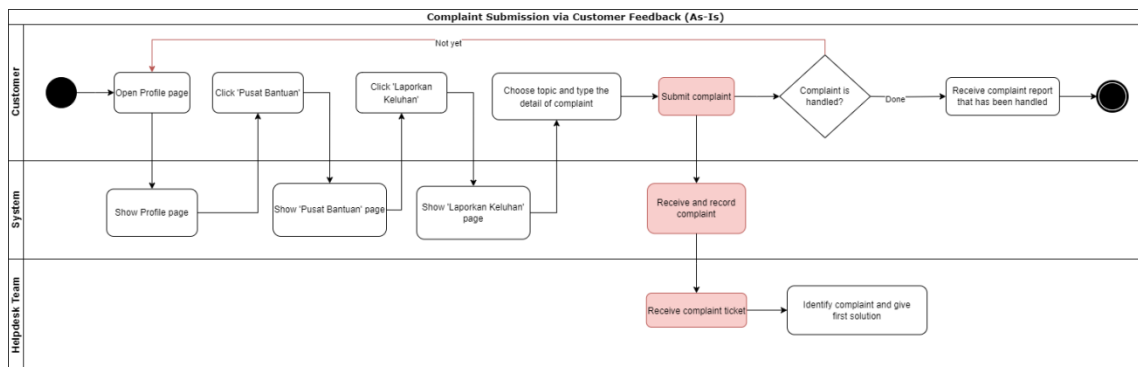 Complaint Submission via Customer Feedback (As-Is)
Customer
Not yet
Open Profile page
Click 'Pusat Bantuan'
Click 'Laporkan
Keluhan'
Choose topic and type the
detail of complaint
Submit complaint
Complaint is
handled?
Done
Receive complaint report
that has been handled
System
Show Profile page
Show 'Pusat Bantuan' page
Show 'Laporkan Keluhan'
page
Receive and record
complaint
Helpdesk Team
Receive complaint ticket
Identify complaint and give
first solution